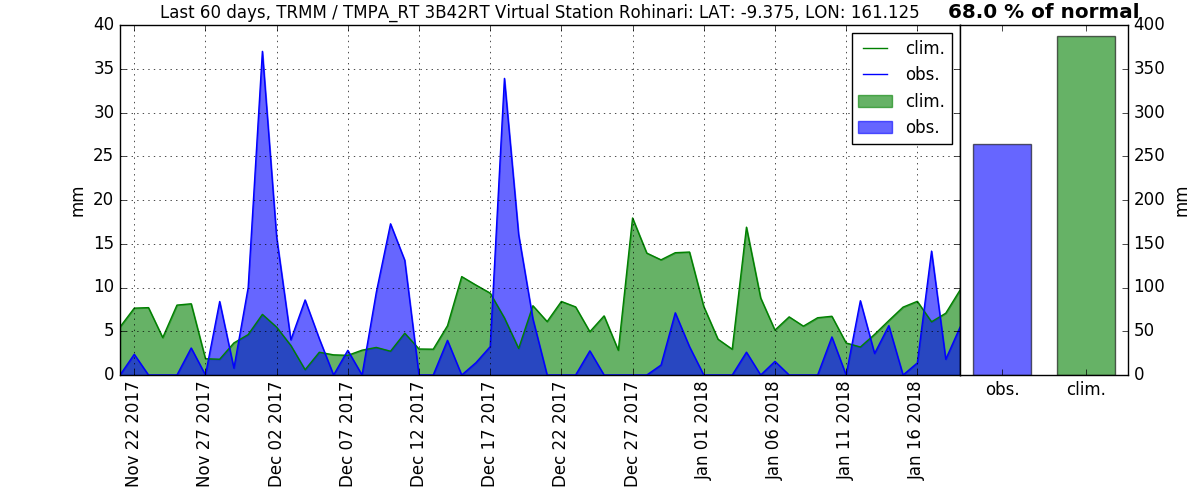 Last 60 days, TRMM / TMPA_RT 3B42RT Virtual Station Rohinari: LAT: -9.375, LON: 161.125
68.0 % of normal
40
35
30
25
20
15
10
5
0
mm
clim.
obs.
clim.
obs.
Nov 22 2017
Nov 27 2017
Dec 02 2017
Dec 07 2017
Dec 12 2017
Dec 17 2017
Dec 22 2017
Dec 27 2017
Jan 01 2018
Jan 06 2018
Jan 11 2018
Jan 16 2018
400
350
300
250
200
150
100
50
0
mm
obs.
clim.